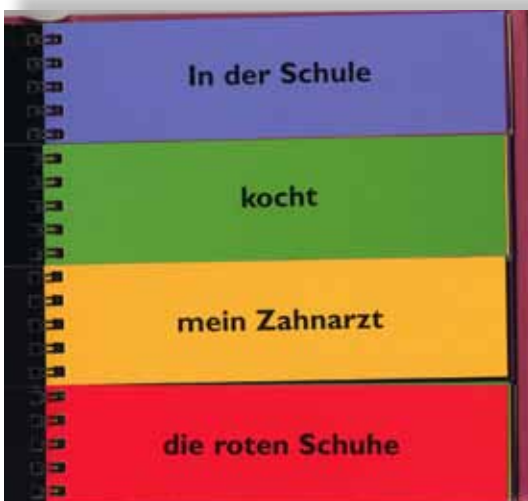 In der Schule
kocht
mein Zahnarzt
die roten Schuhe